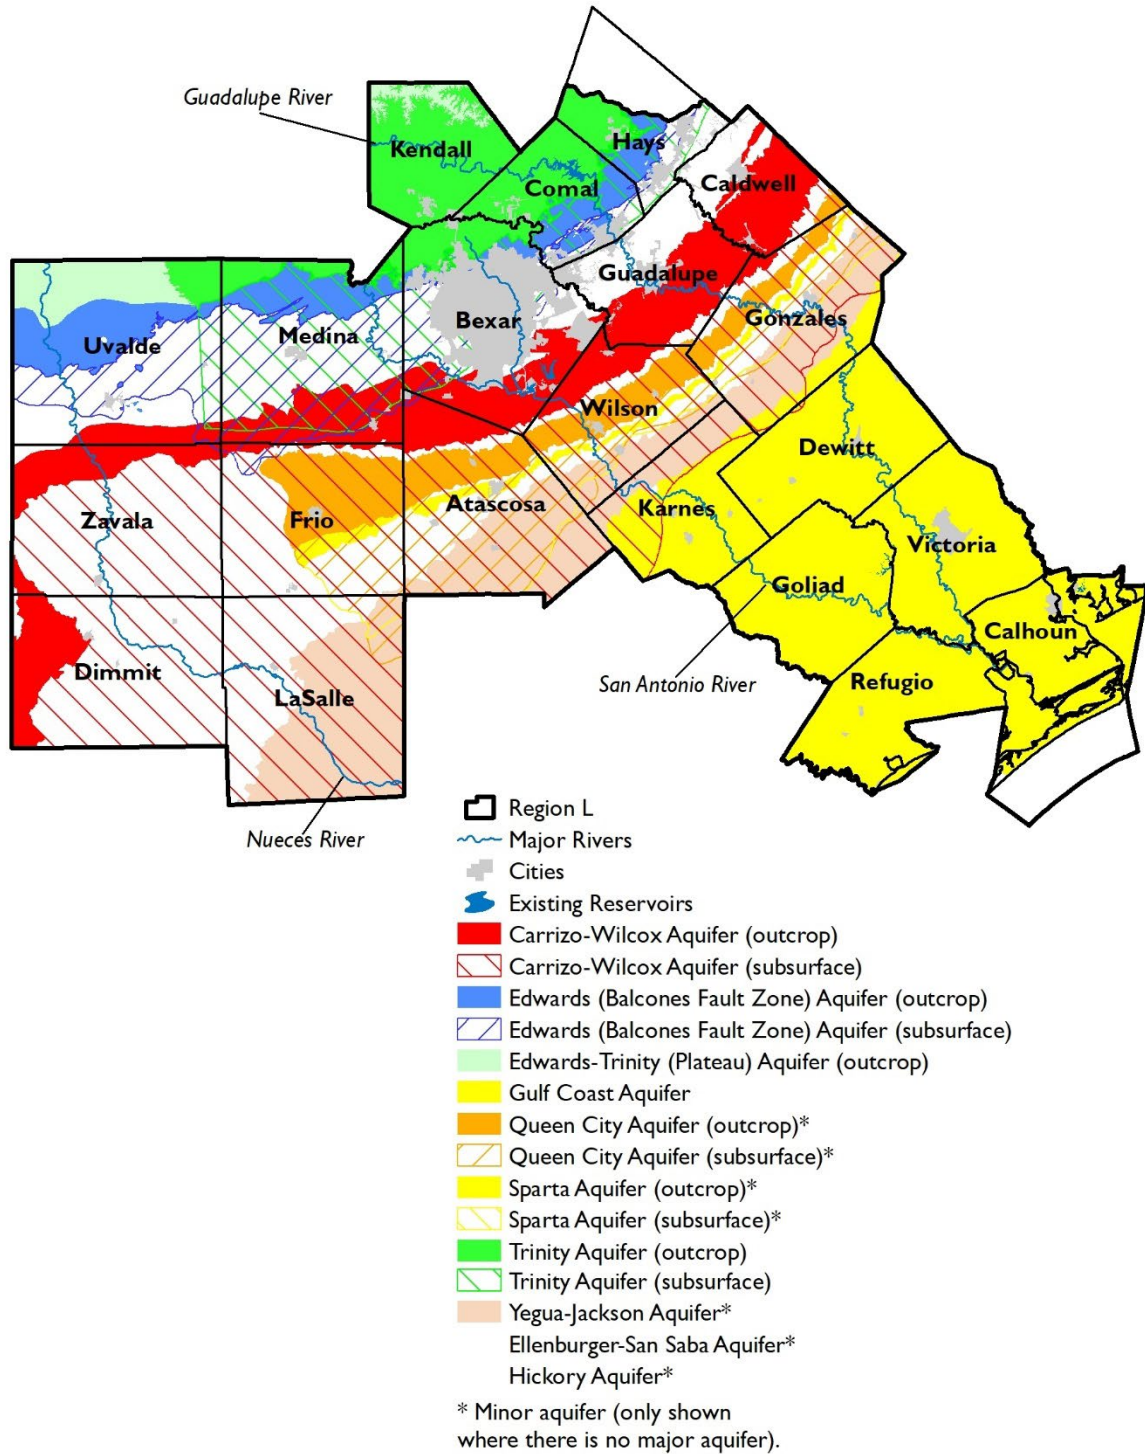 Guadalupe River
Kendall
Hays
Comal
Caldwell
Guadalupe
Uvalde
Medina
Bexar
Gonzales
Wilson
Dewitt
Zavala
Frio
Atascosa
Karnes
Victoria
Goliad
Calhoun
Dimmit
LaSalle
San Antonio River
Refugio
Nueces River
Region L
Major Rivers
Cities
Existing Reservoirs
Carrizo-Wilcox Aquifer (outcrop)
Carrizo-Wilcox Aquifer (subsurface)
Edwards (Balcones Fault Zone) Aquifer (outcrop)
Edwards (Balcones Fault Zone) Aquifer (subsurface)
Edwards-Trinity (Plateau) Aquifer (outcrop)
Gulf Coast Aquifer
Queen City Aquifer (outcrop)*
Queen City Aquifer (subsurface)*
Sparta Aquifer (outcrop)*
Sparta Aquifer (subsurface)*
Trinity Aquifer (outcrop)
Trinity Aquifer (subsurface)
Yegua-Jackson Aquifer*
Ellenburger-San Saba Aquifer*
Hickory Aquifer*
* Minor aquifer (only shown
where there is no major aquifer).